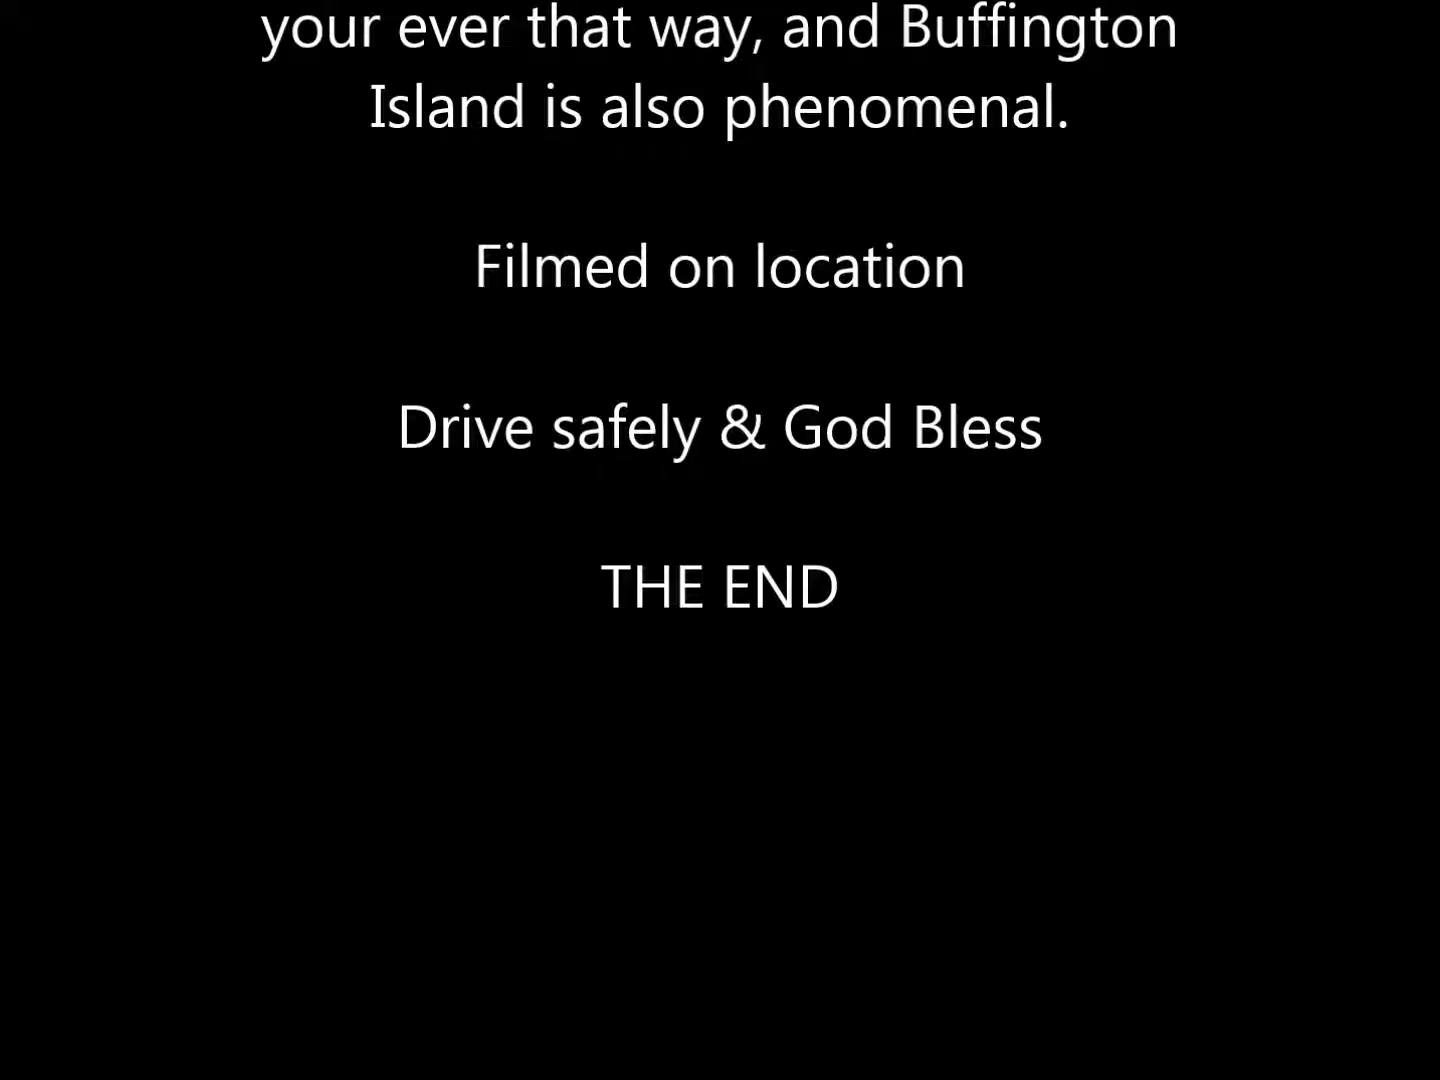 your ever that way, and Buffington
Island is also phenomenal.
Filmed on location
Drive safely & God Bless
THE END